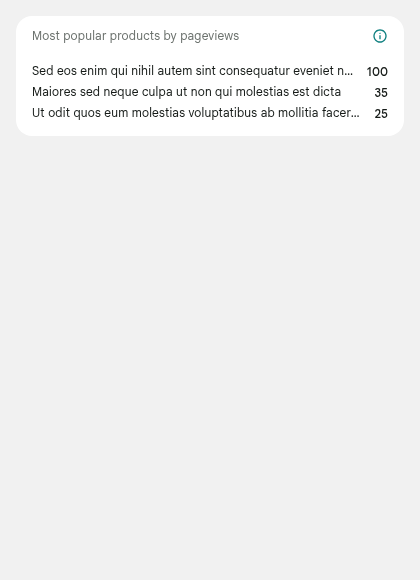 Most popular products by pageviews
Sed eos enim qui nihil autem sint consequatur eveniet n... 100
Maiores sed neque culpa ut non qui molestias est dicta 35
Ut odit quos eum molestias voluptatibus ab mollitia facer... 25